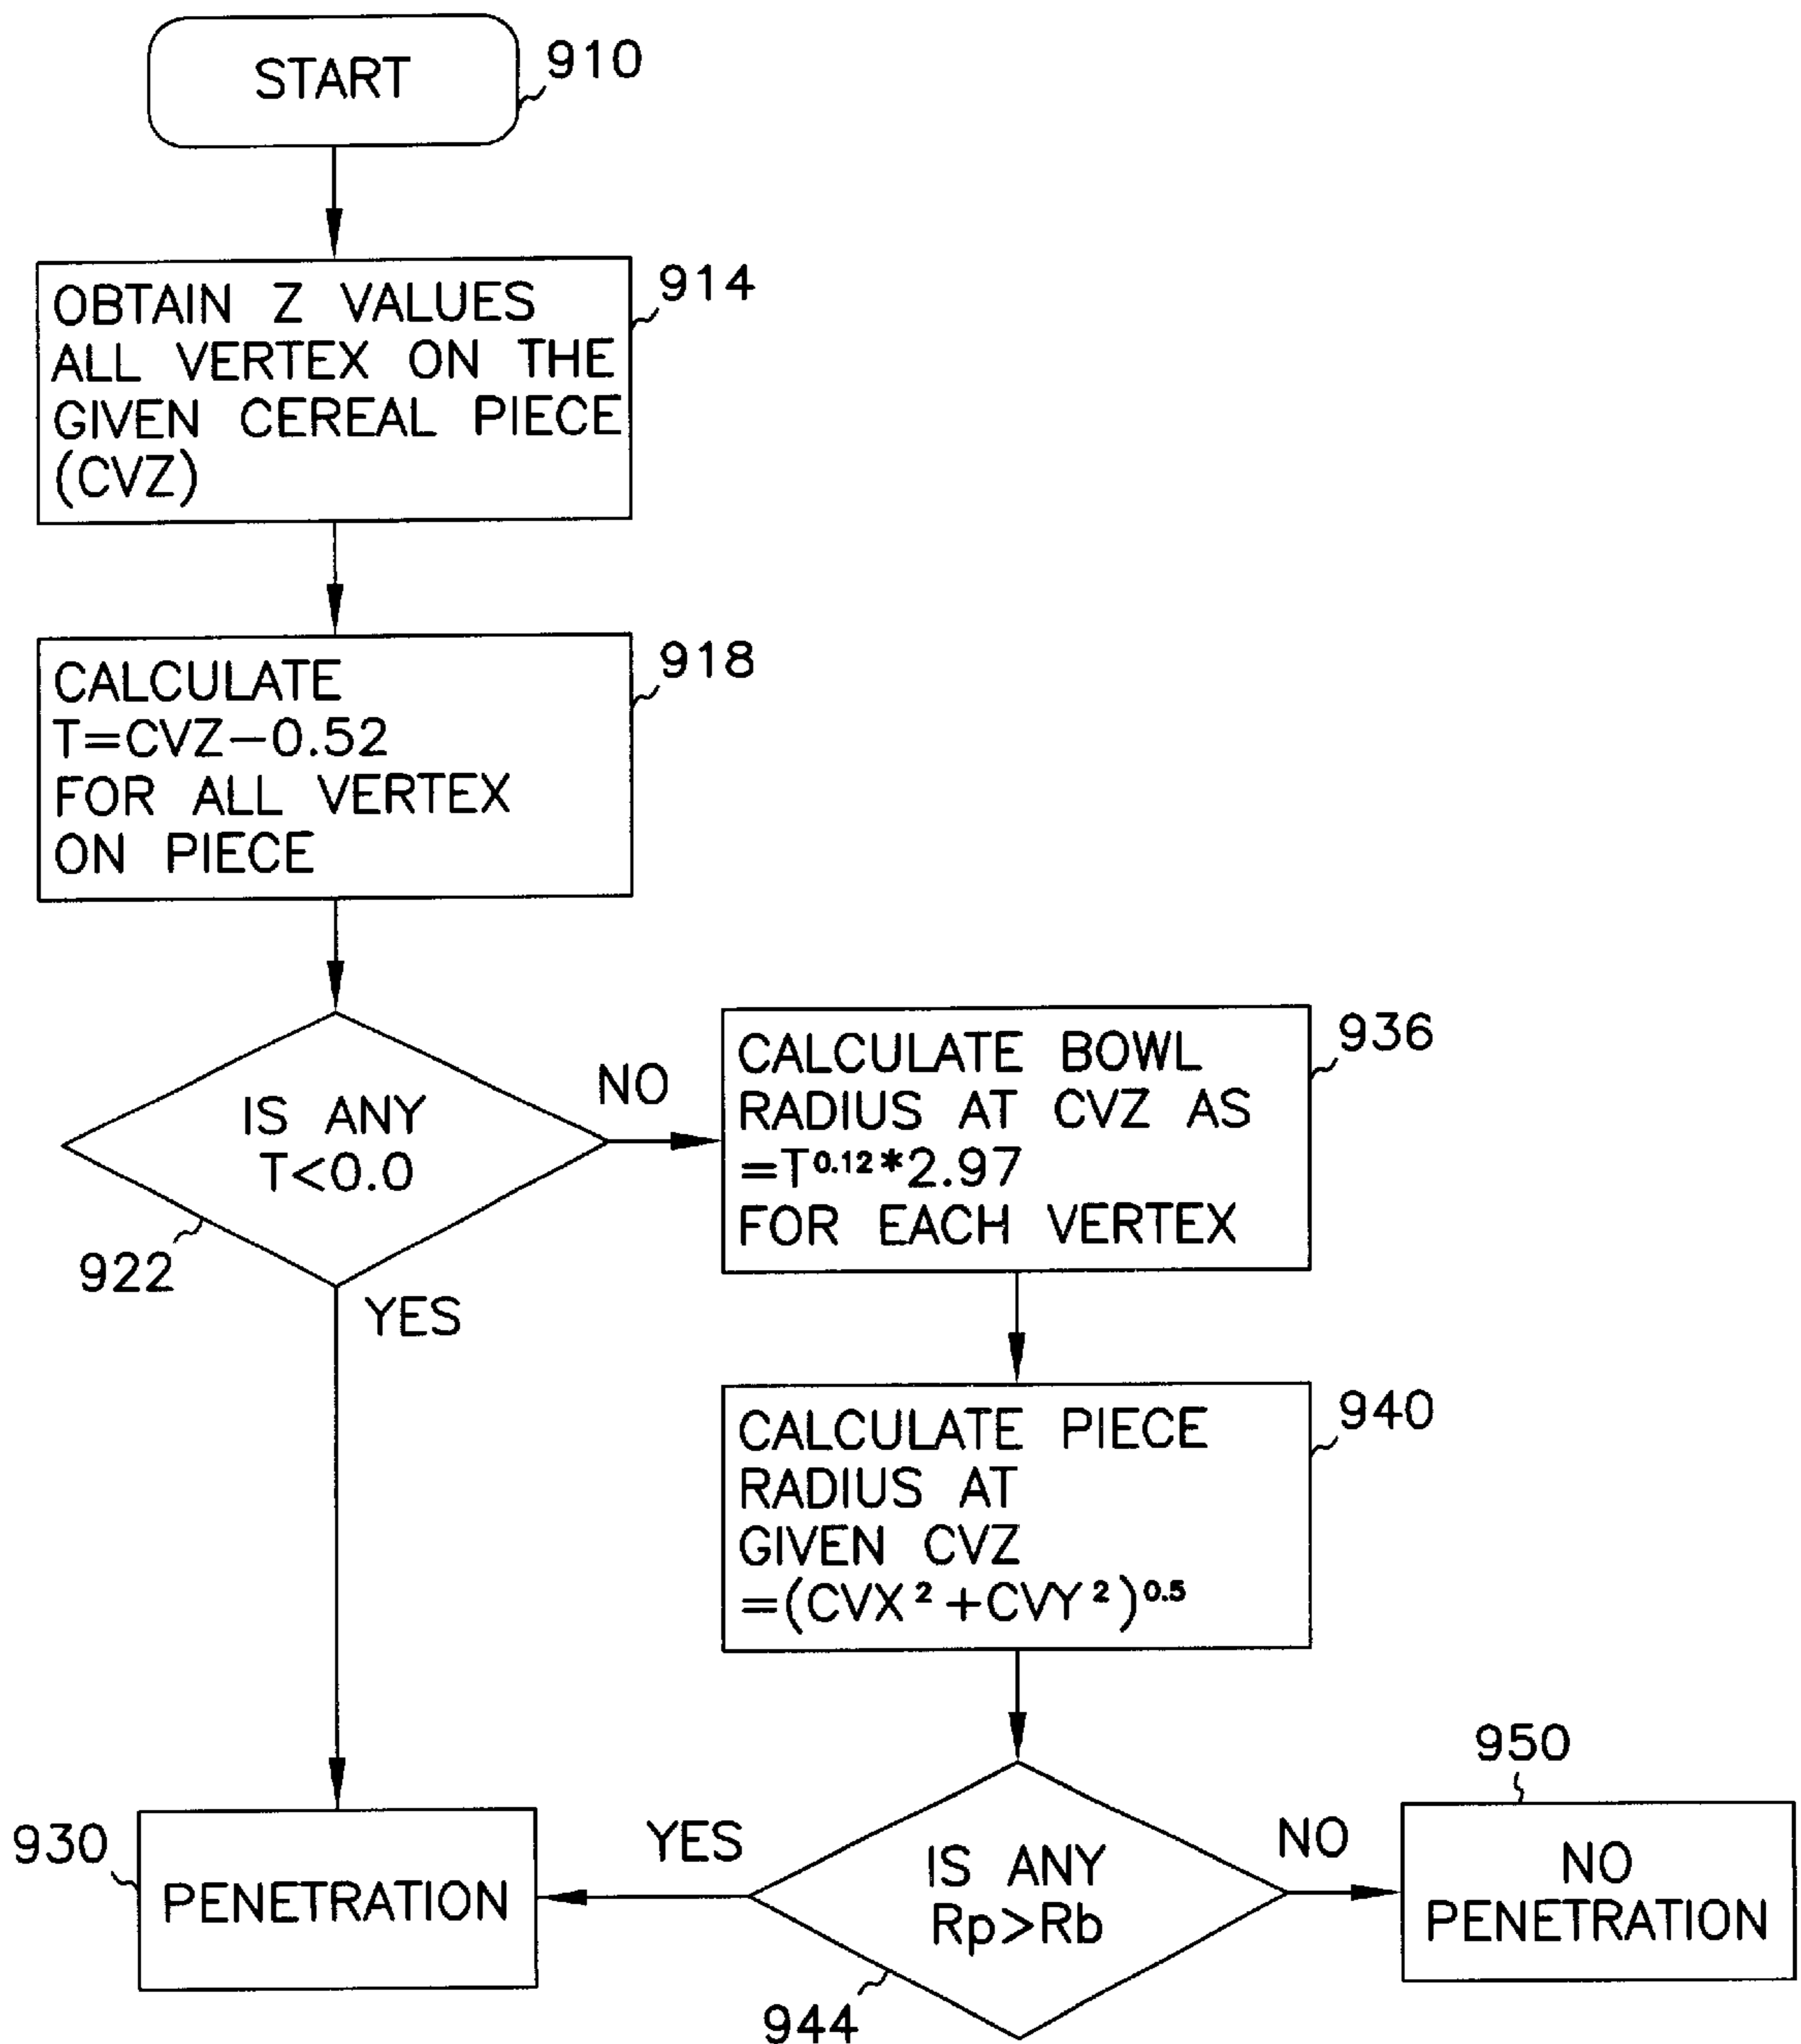 START
910
OBTAIN Z VALUES
ALL VERTEX ON THE
GIVEN CEREAL PIECE
(CVZ)
914
CALCULATE
T=CVZ-0.52
FOR ALL VERTEX
ON PIECE
918
IS ANY
T<0.0
922
NO
YES
CALCULATE BOWL
RADIUS AT CVZ AS
=T⁰·¹²*2.97
FOR EACH VERTEX
936
CALCULATE PIECE
RADIUS AT
GIVEN CVZ
=(CVX²+CVY²)⁰·⁵
940
IS ANY
Rp>Rb
944
YES
NO
930
PENETRATION
950
NO
PENETRATION